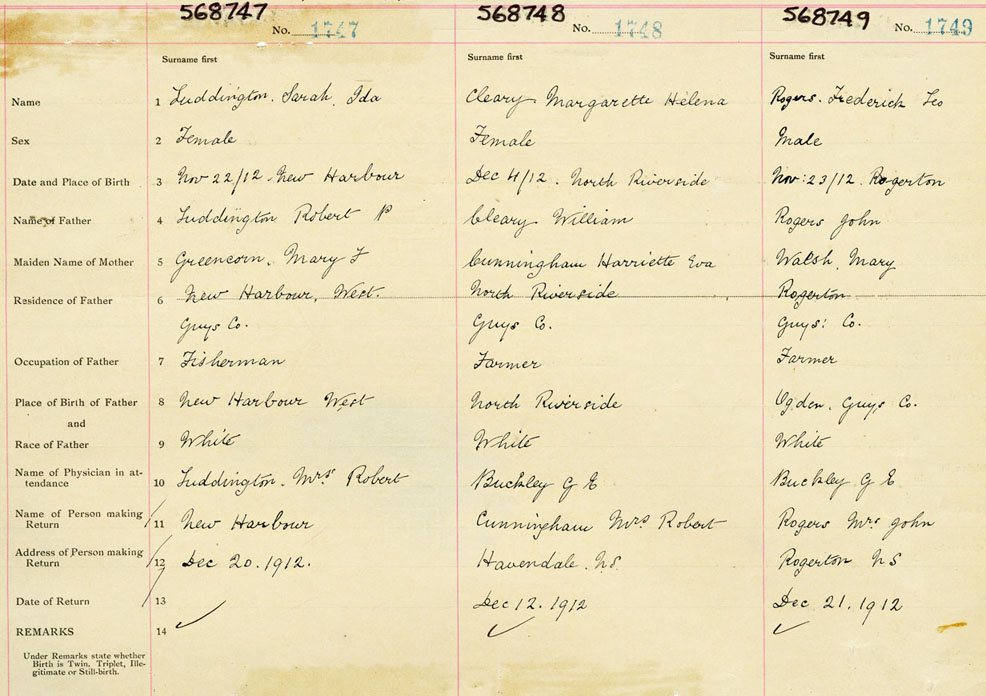 568747 568748 568749
No. 1747 No. 1748 No. 1749
Surname first Surname first Surname first
Name 1 Luddington. Sarah Ida Cleary Margarette Helena Rogers. Frederick Leo
Sex 2 Female Female Male
Date and Place of Birth 3 Nov 22/12. New Harbour Dec 4/12. North Riverside Nov: 23/12. Rogerton
Name of Father 4 Luddington Robert Cleary William Rogers John
Maiden Name of Mother 5 Greencorn. Mary F Cunningham Harriette Eva Walsh, Mary
Residence of Father 6 New Harbour, West. North Riverside Rogerton
Guys Co. Guys Co. Guys: Co.
Occupation of Father 7 Fisherman Farmer Farmer
Place of Birth of Father 8 New Harbour West North Riverside Ogden, Guys Co.
and
Race of Father 9 White White White
Name of Physician in at-
tendance 10 Luddington. Mrs Robert Buckley G E Buckley G E
Name of Person making
Return 11 New Harbour Cunningham Mrs Robert Rogers Mrs John
Address of Person making
Return 12 Dec 20. 1912. Havendale. N.S. Rogerton N S
Date of Return 13 Dec 12. 1912 Dec 21. 1912
REMARKS 14
Under Remarks state whether
Birth is Twin, Triplet, Ille-
gitimate or Still-birth.